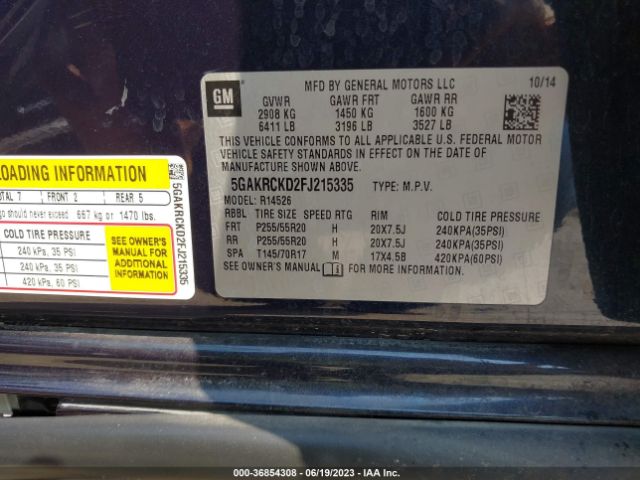 GM
MFD BY GENERAL MOTORS LLC 10/14
GVWR GAWR FRT GAWR RR
2908 KG 1450 KG 1600 KG
6411 LB 3196 LB 3527 LB
THIS VEHICLE CONFORMS TO ALL APPLICABLE U.S. FEDERAL MOTOR
VEHICLE SAFETY STANDARDS IN EFFECT ON THE DATE OF
MANUFACTURE SHOWN ABOVE.
5GAKRCKD2FJ215335 TYPE: M.P.V.
MODEL: R14526
RBBL TIRE SIZE SPEED RTG RIM COLD TIRE PRESSURE
FRT P255/55R20 H 20X7.5J 240KPA(35PSI)
RR P255/55R20 H 20X7.5J 240KPA(35PSI)
SPA T145/70R17 M 17X4.5B 420KPA(60PSI)
SEE OWNER'S MANUAL FOR MORE INFORMATION.
LOADING INFORMATION
TOTAL 7 FRONT 2 REAR 5
go should never exceed 667 kg or 1470 lbs.
COLD TIRE PRESSURE
240 kPa, 35 PSI
240 kPa, 35 PSI
420 kPa, 60 PSI
SEE OWNER'S
MANUAL FOR
ADDITIONAL
INFORMATION
5GAKRCKD2FJ215335
000-36854308 - 06/19/2023 - IAA Inc.